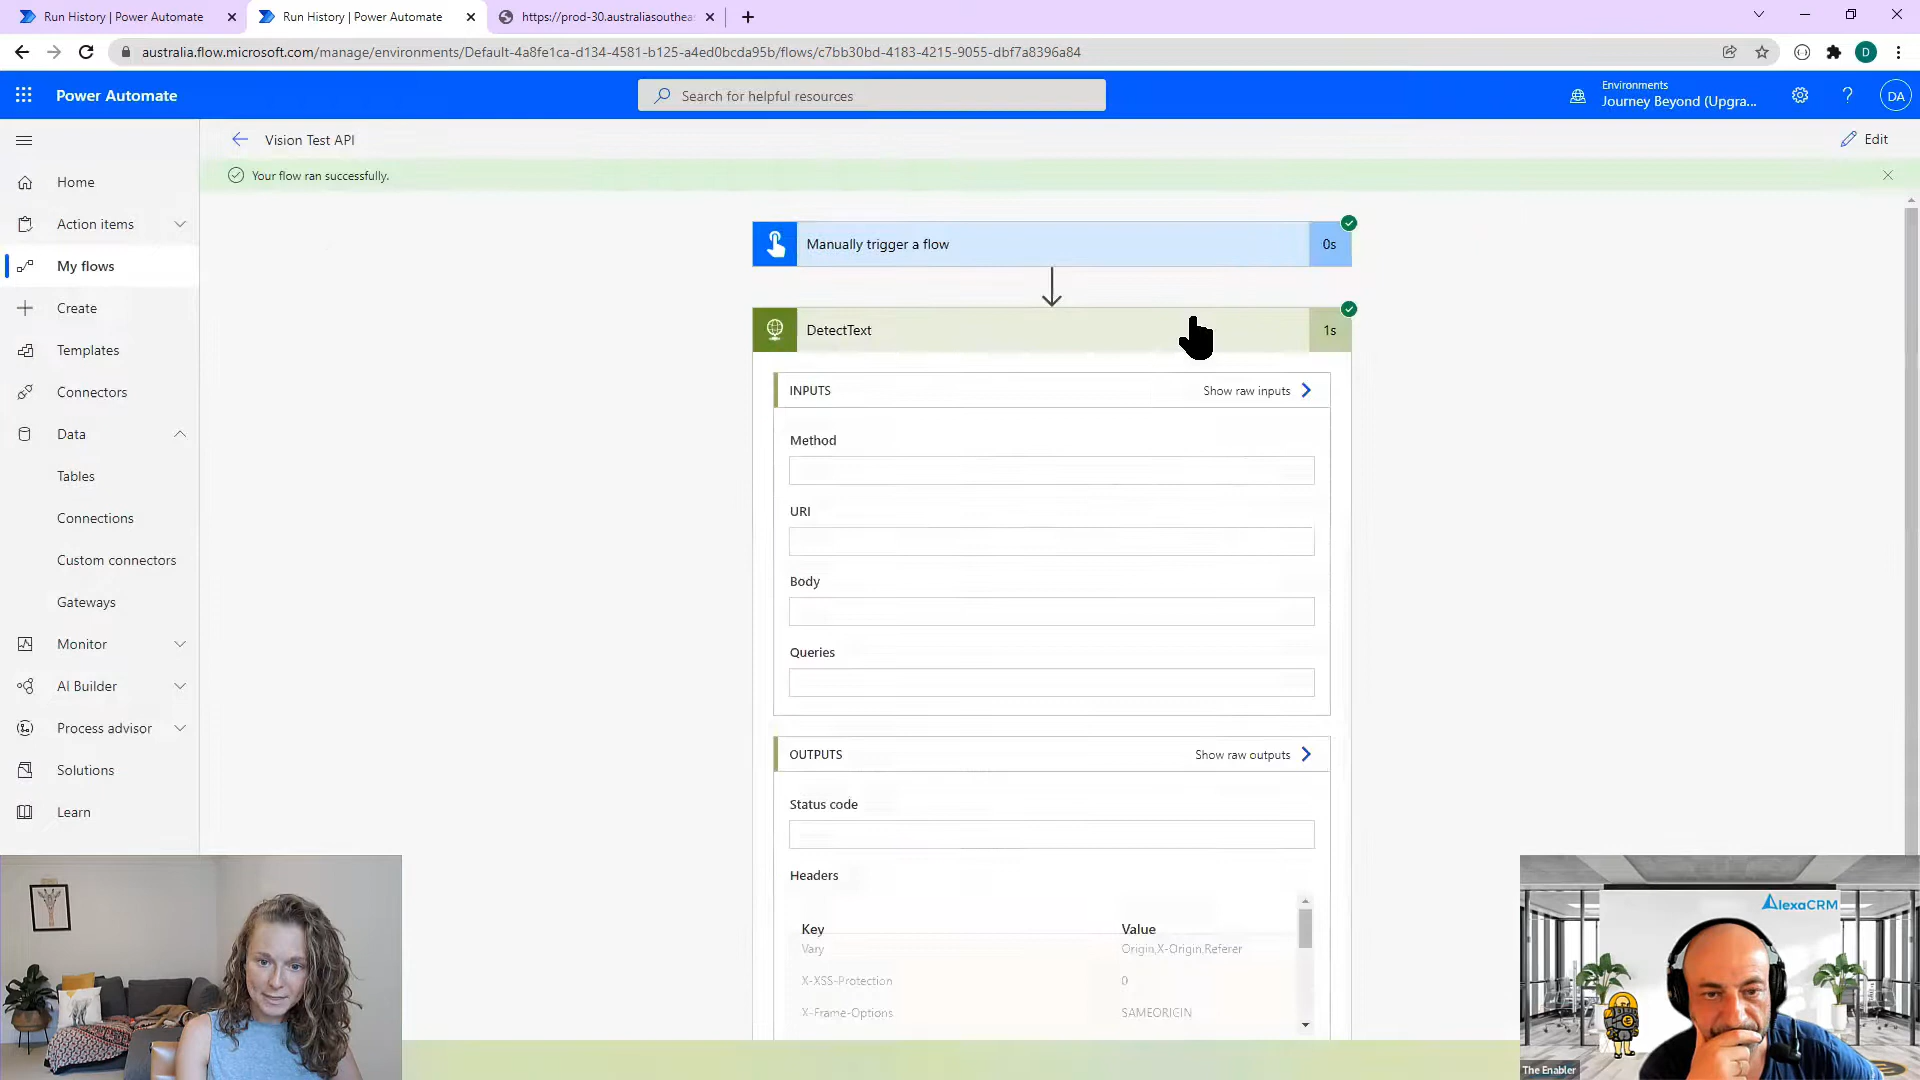 Run History | Power Automate
Run History | Power Automate
https://prod-30.australiasouthea
australia.flow.microsoft.com/manage/environments/Default-4a8fe1ca-d134-4581-b125-a4ed0bcda95b/flows/c7bb30bd-4183-4215-9055-dbf7a8396a84
D
Power Automate
Search for helpful resources
Environments
Journey Beyond (Upgra...
?
DA
Vision Test API
Edit
Your flow ran successfully.
Home
Action items
My flows
Create
Templates
Connectors
Data
Tables
Connections
Custom connectors
Gateways
Monitor
AI Builder
Process advisor
Solutions
Learn
Manually trigger a flow
0s
DetectText
1s
INPUTS
Show raw inputs
Method
URI
Body
Queries
OUTPUTS
Show raw outputs
Status code
Headers
Key
Value
Vary
Origin,X-Origin,Referer
X-XSS-Protection
0
X-Frame-Options
SAMEORIGIN
AlexaCRM
The Enabler